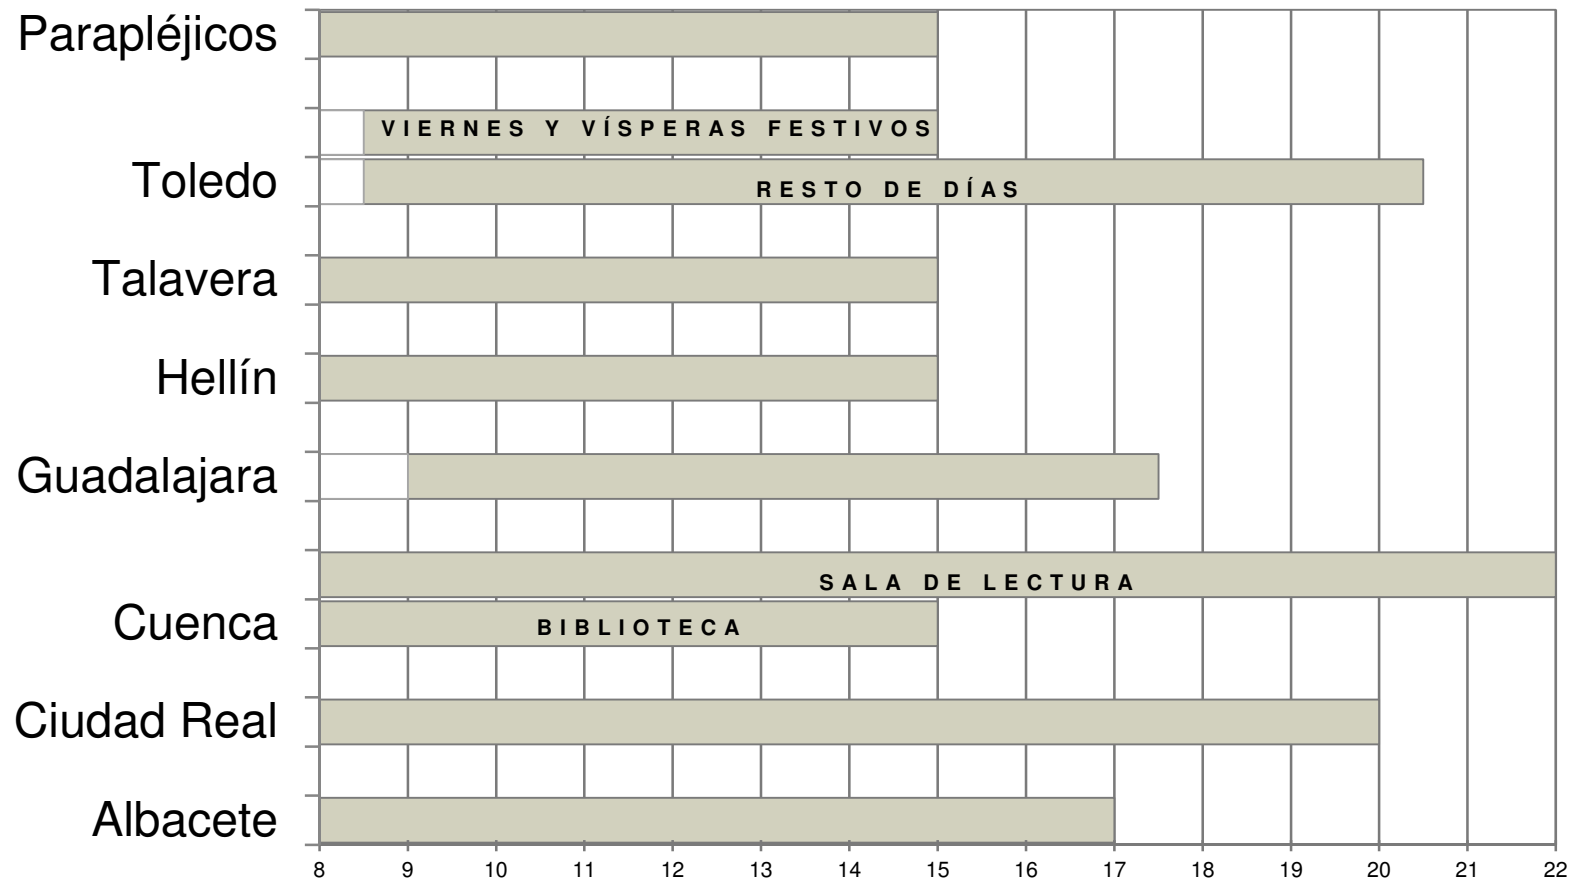 Parapléjicos
VIERNES Y VÍSPERAS FESTIVOS
Toledo
RESTO DE DÍAS
Talavera
Hellín
Guadalajara
SALA DE LECTURA
Cuenca
BIBLIOTECA
Ciudad Real
Albacete
8 9 10 11 12 13 14 15 16 17 18 19 20 21 22